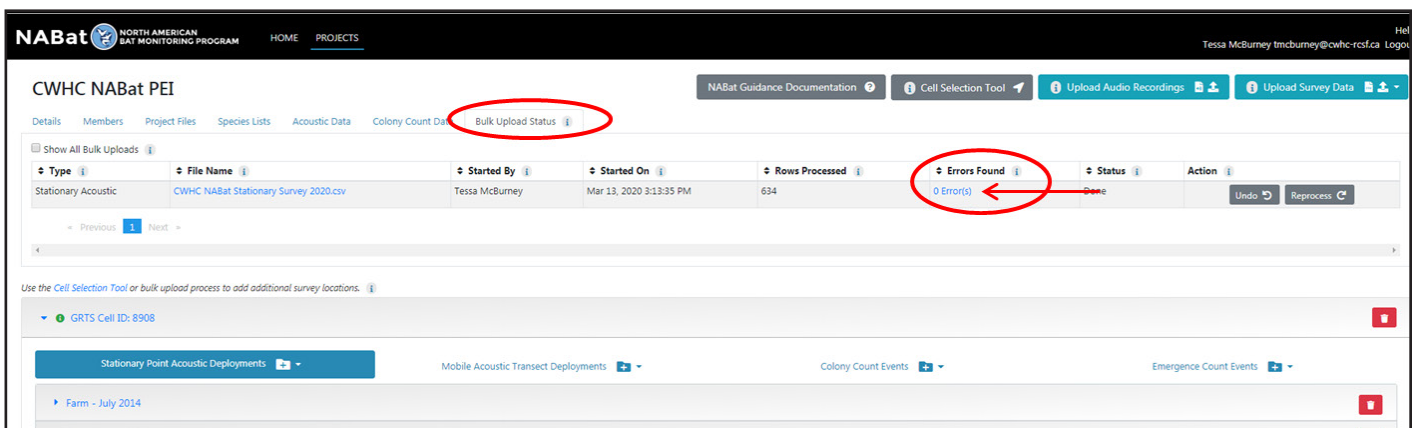 NABat NORTH AMERICAN BAT MONITORING PROGRAM HOME PROJECTS
Tessa McBurney tmcburney@cwhc-rcsf.ca Logou
Hel
CWHC NABat PEI
NABat Guidance Documentation Cell Selection Tool Upload Audio Recordings Upload Survey Data
Details Members Project Files Species Lists Acoustic Data Colony Count Dat Bulk Upload Status
Show All Bulk Uploads
Type File Name Started By Started On Rows Processed Errors Found Status Action
Stationary Acoustic CWHC NABat Stationary Survey 2020.csv Tessa McBurney Mar 13, 2020 3:13:35 PM 634 0 Error(s) Done Undo Reprocess
« Previous 1 Next »
Use the Cell Selection Tool or bulk upload process to add additional survey locations.
GRTS Cell ID: 8908
Stationary Point Acoustic Deployments Mobile Acoustic Transect Deployments Colony Count Events Emergence Count Events
Farm - July 2014